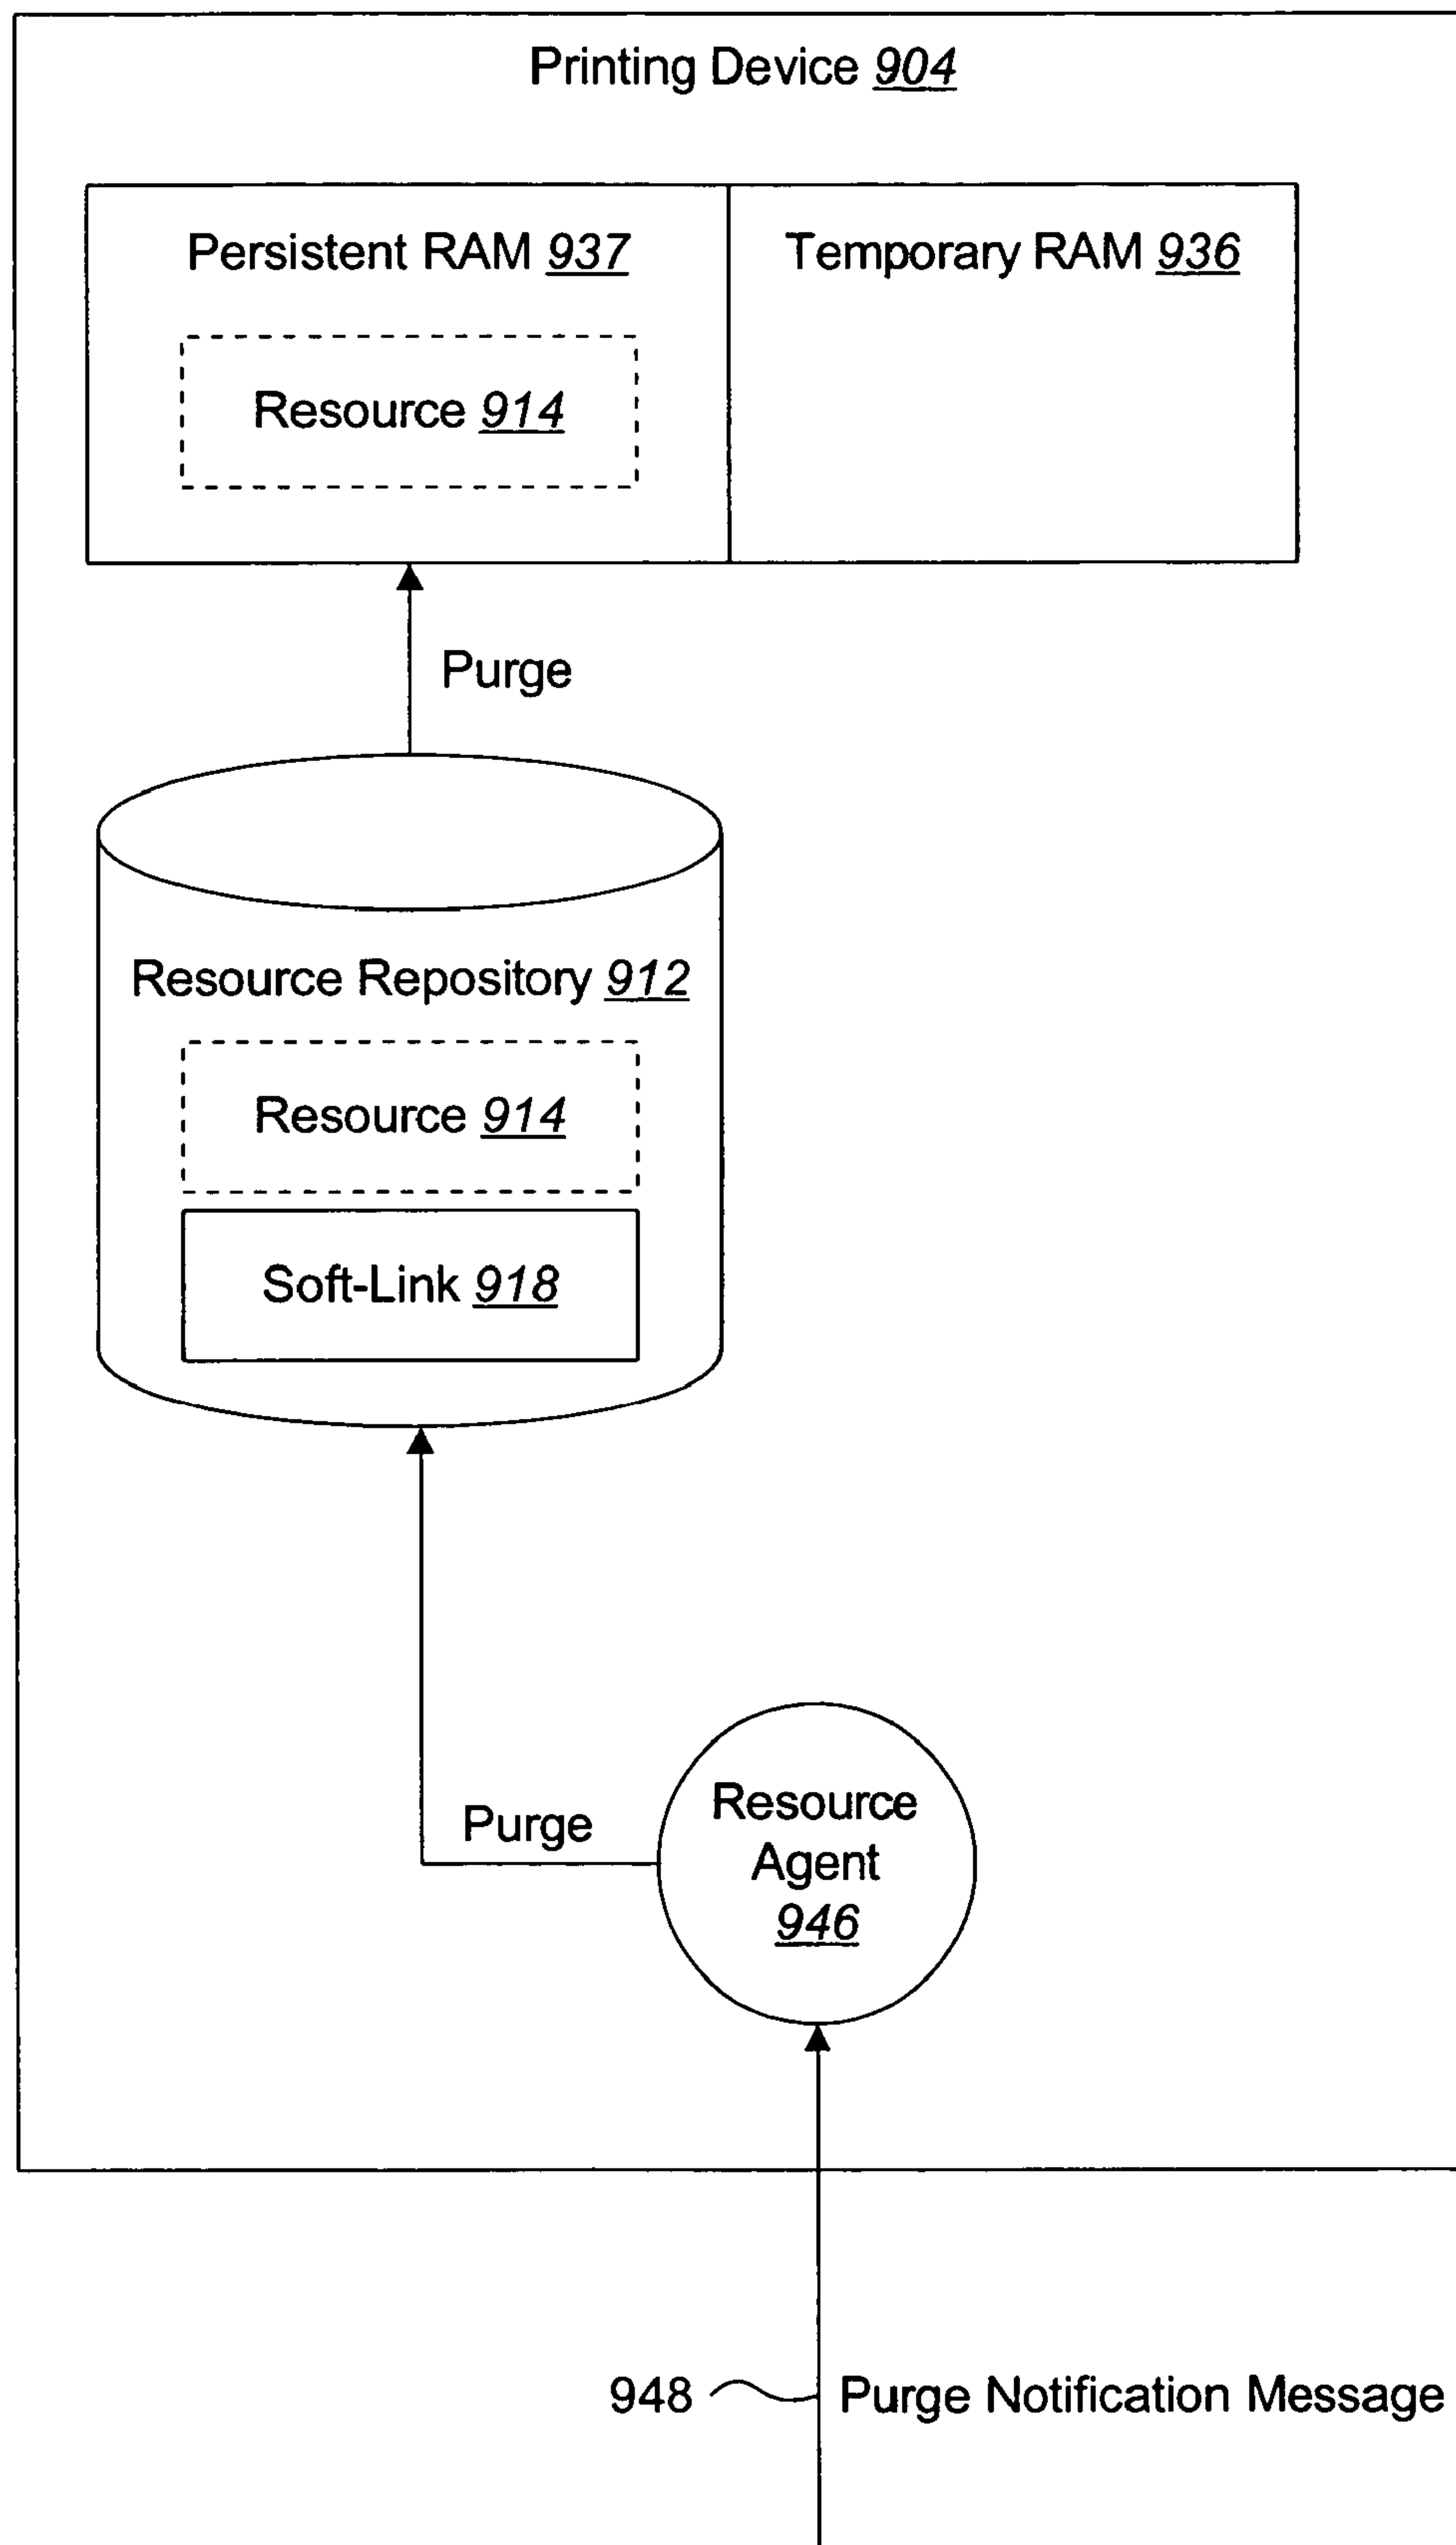 Printing Device 904
Persistent RAM 937
Temporary RAM 936
Resource 914
Purge
Resource Repository 912
Resource 914
Soft-Link 918
Purge
Resource
Agent
946
948
Purge Notification Message